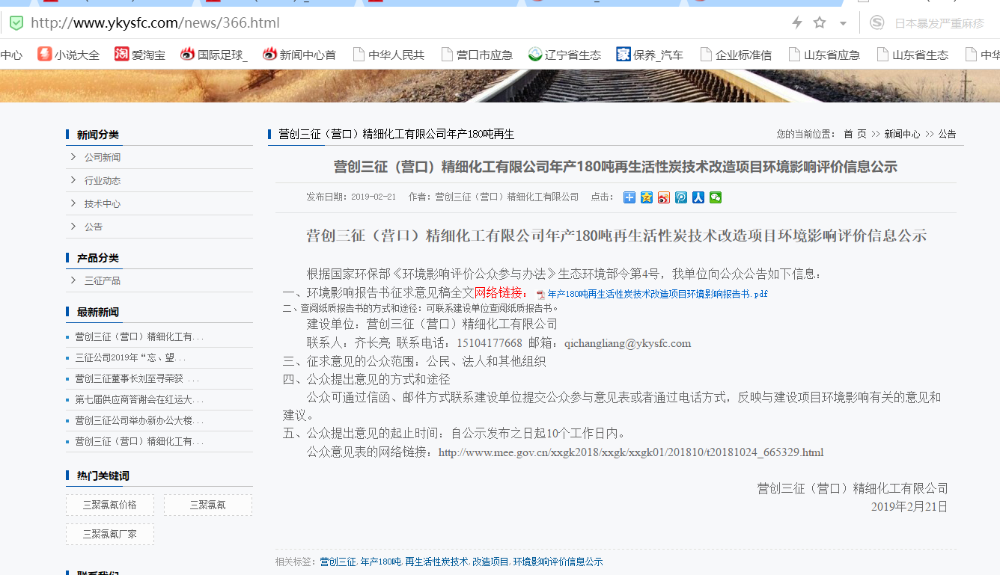 http://www.ykysfc.com/news/366.html
日本暴发严重麻疹
中心 小说大全 爱淘宝 国际足球_ 新闻中心首 中华人民共 营口市应急 辽宁省生态 保养_汽车 企业标准信 山东省应急 山东省生态 中华
新闻分类
公司新闻
行业动态
技术中心
公告
产品分类
三征产品
最新新闻
营创三征（营口）精细化工有...
三征公司2019年“忘、望...
营创三征董事长刘至寻荣获 ...
第七届供应商答谢会在红运大...
营创三征公司举办新办公大楼...
营创三征（营口）精细化工有...
热门关键词
三聚氯氰价格 三聚氯氰
三聚氯氰厂家
联系我们
营创三征（营口）精细化工有限公司年产180吨再生
您的当前位置： 首 页 >> 新闻中心 >> 公告
营创三征（营口）精细化工有限公司年产180吨再生活性炭技术改造项目环境影响评价信息公示
发布日期：2019-02-21 作者：营创三征（营口）精细化工有限公司 点击：
营创三征（营口）精细化工有限公司年产180吨再生活性炭技术改造项目环境影响评价信息公示
根据国家环保部《环境影响评价公众参与办法》生态环境部令第4号，我单位向公众公告如下信息：
一、环境影响报告书征求意见稿全文网络链接： 年产180吨再生活性炭技术改造项目环境影响报告书.pdf
二、查阅纸质报告书的方式和途径：可联系建设单位查阅纸质报告书。
建设单位：营创三征（营口）精细化工有限公司
联系人：齐长亮 联系电话：15104177668 邮箱：qichangliang@ykysfc.com
三、征求意见的公众范围：公民、法人和其他组织
四、公众提出意见的方式和途径
公众可通过信函、邮件方式联系建设单位提交公众参与意见表或者通过电话方式，反映与建设项目环境影响有关的意见和
建议。
五、公众提出意见的起止时间：自公示发布之日起10个工作日内。
公众意见表的网络链接：http://www.mee.gov.cn/xxgk2018/xxgk/xxgk01/201810/t20181024_665329.html
营创三征（营口）精细化工有限公司
2019年2月21日
相关标签：营创三征,年产180吨,再生活性炭技术,改造项目,环境影响评价信息公示